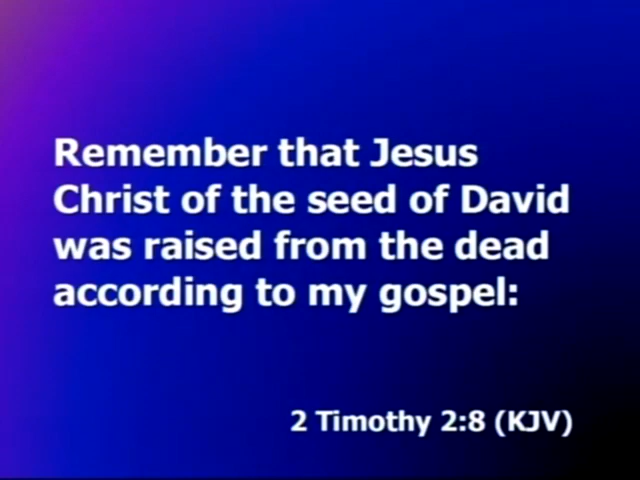 Remember that Jesus
Christ of the seed of David
was raised from the dead
according to my gospel:
2 Timothy 2:8 (KJV)